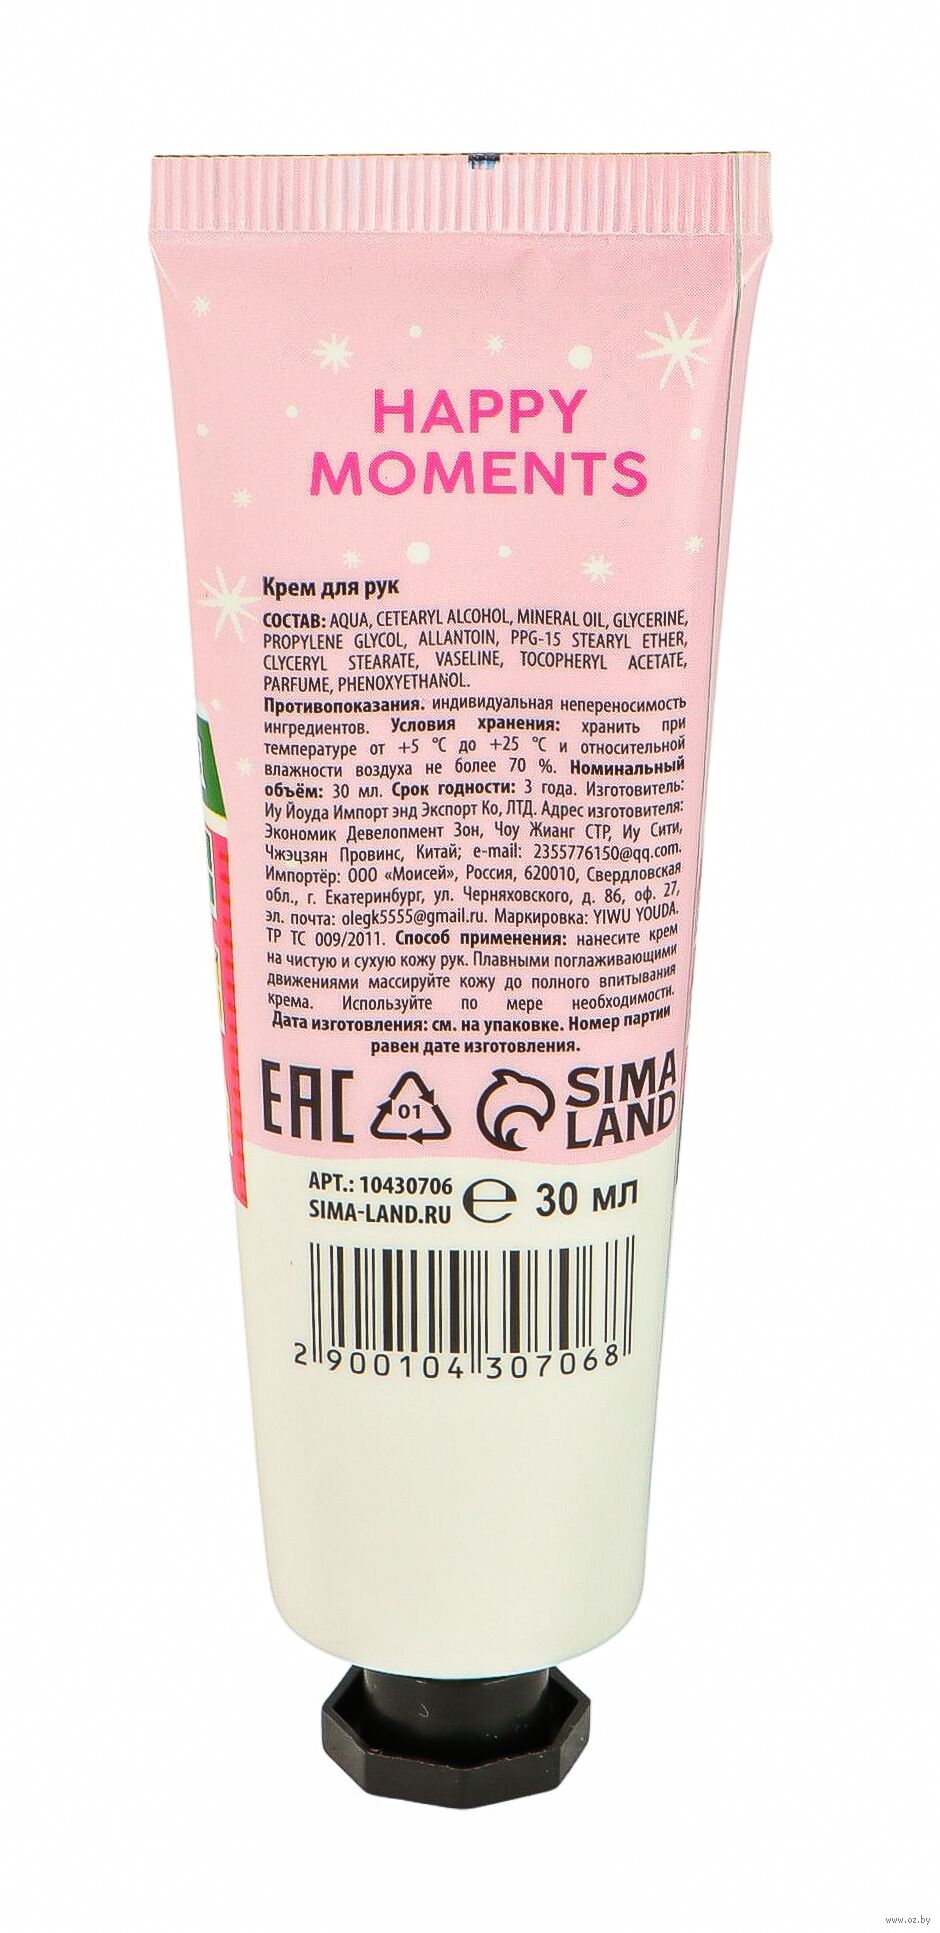 HAPPY
MOMENTS
Крем для рук
СОСТАВ: AQUA, CETEARYL ALCOHOL, MINERAL OIL, GLYCERINE,
PROPYLENE GLYCOL, ALLANTOIN, PPG-15 STEARYL ETHER,
CLYCERYL STEARATE, VASELINE, TOCOPHERYL ACETATE,
PARFUME, PHENOXYETHANOL.
Противопоказания. индивидуальная непереносимость
ингредиентов. Условия хранения: хранить при
температуре от +5 °С до +25 °С и относительной
влажности воздуха не более 70 %. Номинальный
объём: 30 мл. Срок годности: 3 года. Изготовитель:
Иу Йоуда Импорт энд Экспорт Ко, ЛТД. Адрес изготовителя:
Экономик Девелопмент Зон, Чоу Жианг СТР, Иу Сити,
Чжэцзян Провинс, Китай; e-mail: 2355776150@qq.com.
Импортёр: ООО «Моисей», Россия, 620010, Свердловская
обл., г. Екатеринбург, ул. Черняховского, д. 86, оф. 27,
эл. почта: olegk5555@gmail.ru. Маркировка: YIWU YOUDA.
ТР ТС 009/2011. Способ применения: нанесите крем
на чистую и сухую кожу рук. Плавными поглаживающими
движениями массируйте кожу до полного впитывания
крема. Используйте по мере необходимости.
Дата изготовления: см. на упаковке. Номер партии
равен дате изготовления.
EAC 01 SIMA
LAND
АРТ.: 10430706
SIMA-LAND.RU
℮ 30 мл
2 900104 307068
www.oz.by